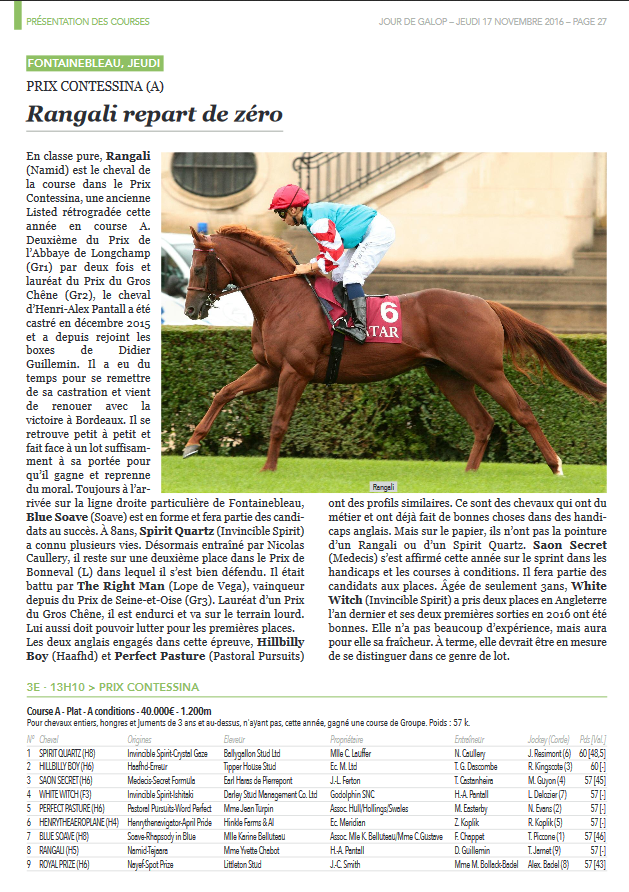 PRÉSENTATION DES COURSES
JOUR DE GALOP – JEUDI 17 NOVEMBRE 2016 – PAGE 27
FONTAINEBLEAU, JEUDI
PRIX CONTESSINA (A)
Rangali repart de zéro
En classe pure, Rangali
(Namid) est le cheval de
la course dans le Prix
Contessina, une ancienne
Listed rétrogradée cette
année en course A.
Deuxième du Prix de
l'Abbaye de Longchamp
(Gr1) par deux fois et
lauréat du Prix du Gros
Chêne (Gr2), le cheval
d'Henri-Alex Pantall a été
castré en décembre 2015
et a depuis rejoint les
boxes de Didier
Guillemin. Il a eu du
temps pour se remettre
de sa castration et vient
de renouer avec la
victoire à Bordeaux. Il se
retrouve petit à petit et
fait face à un lot suffisam-
ment à sa portée pour
qu'il gagne et reprenne
du moral. Toujours à l'ar-
rivée sur la ligne droite particulière de Fontainebleau,
Blue Soave (Soave) est en forme et fera partie des candi-
dats au succès. À 8ans, Spirit Quartz (Invincible Spirit)
a connu plusieurs vies. Désormais entraîné par Nicolas
Caullery, il reste sur une deuxième place dans le Prix de
Bonneval (L) dans lequel il s'est bien défendu. Il était
battu par The Right Man (Lope de Vega), vainqueur
depuis du Prix de Seine-et-Oise (Gr3). Lauréat d'un Prix
du Gros Chêne, il est endurci et va sur le terrain lourd.
Lui aussi doit pouvoir lutter pour les premières places.
Les deux anglais engagés dans cette épreuve, Hillbilly
Boy (Haafhd) et Perfect Pasture (Pastoral Pursuits)
6
TAR
Rangali
ont des profils similaires. Ce sont des chevaux qui ont du
métier et ont déjà fait de bonnes choses dans des handi-
caps anglais. Mais sur le papier, ils n'ont pas la pointure
d'un Rangali ou d'un Spirit Quartz. Saon Secret
(Medecis) s'est affirmé cette année sur le sprint dans les
handicaps et les courses à conditions. Il fera partie des
candidats aux places. Âgée de seulement 3ans, White
Witch (Invincible Spirit) a pris deux places en Angleterre
l'an dernier et ses deux premières sorties en 2016 ont été
bonnes. Elle n'a pas beaucoup d'expérience, mais aura
pour elle sa fraîcheur. À terme, elle devrait être en mesure
de se distinguer dans ce genre de lot.
3E - 13H10 > PRIX CONTESSINA
Course A - Plat - A conditions - 40.000€ - 1.200m
Pour chevaux entiers, hongres et Juments de 3 ans et au-dessus, n'ayant pas, cette année, gagné une course de Groupe. Poids : 57 k.
N° Cheval Origines Eleveur Propriétaire Entraîneur Jockey (Corde) Pds [Val.]
1 SPIRIT QUARTZ (H8) Invincible Spirit-Crystal Gaze Ballygallon Stud Ltd Mlle C. Lauffer N. Caullery J. Resimont (6) 60 [48,5]
2 HILLBILLY BOY (H6) Haafhd-Erreur Tipper House Stud Ec. M. Ltd T. G. Dascombe R. Kingscote (3) 60 [-]
3 SAON SECRET (H6) Medecis-Secret Formula Earl Haras de Pierrepont J.-L. Ferton T. Castanheira M. Guyon (4) 57 [45]
4 WHITE WITCH (F3) Invincible Spirit-Ishitaki Darley Stud Management Co. Ltd Godolphin SNC H.-A. Pantall L. Delozier (7) 57 [-]
5 PERFECT PASTURE (H6) Pastoral Pursuits-Word Perfect Mme Jean Turpin Assoc. Hull/Hollings/Swales M. Easterby N. Evans (2) 57 [-]
6 HENRYTHEAEROPLANE (H4) Henrythenavigator-April Pride Hinkle Farms & Al Ec. Meridian Z. Koplik R. Koplik (5) 57 [-]
7 BLUE SOAVE (H8) Soave-Rhapsody in Blue Mlle Karine Belluteau Assoc. Mlle K. Belluteau/Mme C.Gustave F. Chappet T. Piccone (1) 57 [46]
8 RANGALI (H5) Namid-Tejaara Mme Yvette Chabot H.-A. Pantall D. Guillemin T. Jarnet (9) 57 [-]
9 ROYAL PRIZE (H6) Nayef-Spot Prize Littleton Stud J.-C. Smith Mme M. Bollack-Badel Alex. Badel (8) 57 [43]